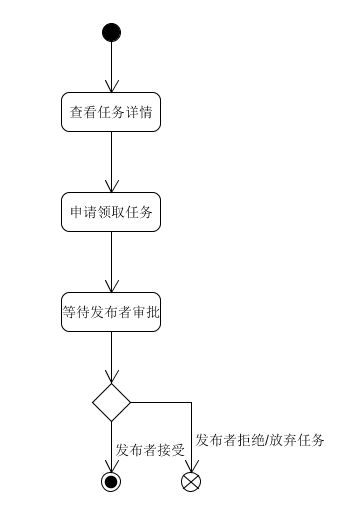 查看任务详情
申请领取任务
等待发布者审批
发布者拒绝/放弃任务
发布者接受